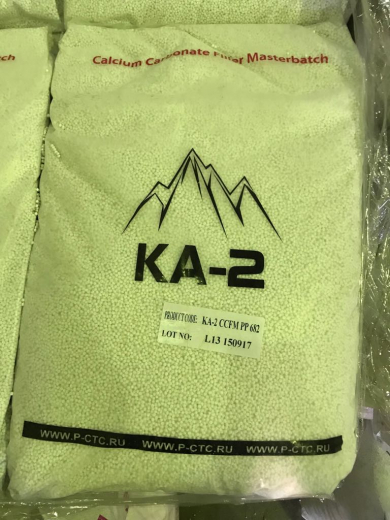 Calcium Carbonate Filler Masterbatch
KA-2
PRODUCT CODE: KA-2 CCFM PP 682
LOT NO: L13 150917
WWW.P-CTC.RU WWW.P-CTC.RU WWW.P-CTC.RU